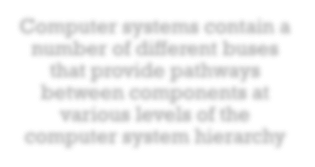 Computer systems contain a
number of different buses
that provide pathways
between components at
various levels of the
computer system hierarchy